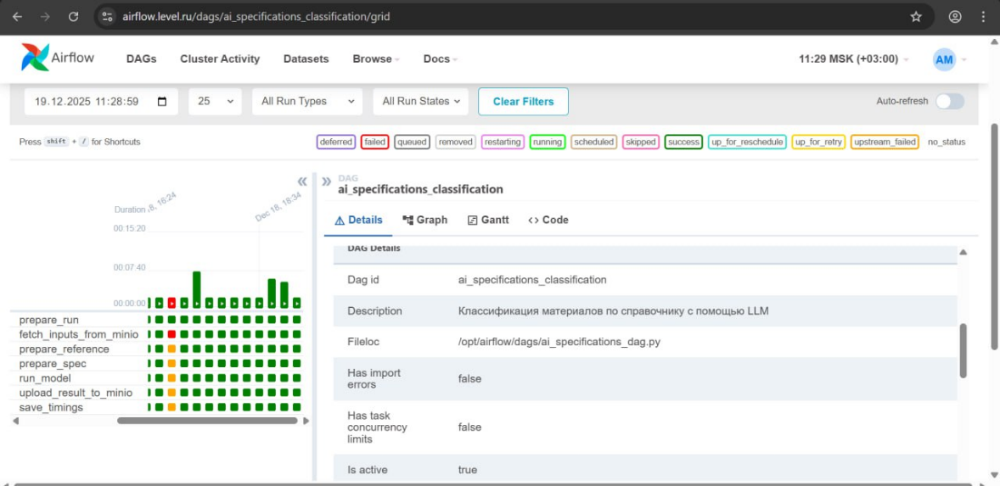 airflow.level.ru/dags/ai_specifications_classification/grid
Airflow DAGs Cluster Activity Datasets Browse Docs 11:29 MSK (+03:00) AM
19.12.2025 11:28:59 25 All Run Types All Run States Clear Filters Auto-refresh
Press shift + / for Shortcuts deferred failed queued removed restarting running scheduled skipped success up_for_reschedule up_for_retry upstream_failed no_status
DAG
ai_specifications_classification
Duration 8, 16:24 Dec 18, 18:34
00:15:20
00:07:40
00:00:00
prepare_run
fetch_inputs_from_minio
prepare_reference
prepare_spec
run_model
upload_result_to_minio
save_timings
Details Graph Gantt Code
DAG Details
Dag id ai_specifications_classification
Description Классификация материалов по справочнику с помощью LLM
Fileloc /opt/airflow/dags/ai_specifications_dag.py
Has import
errors false
Has task
concurrency false
limits
Is active true